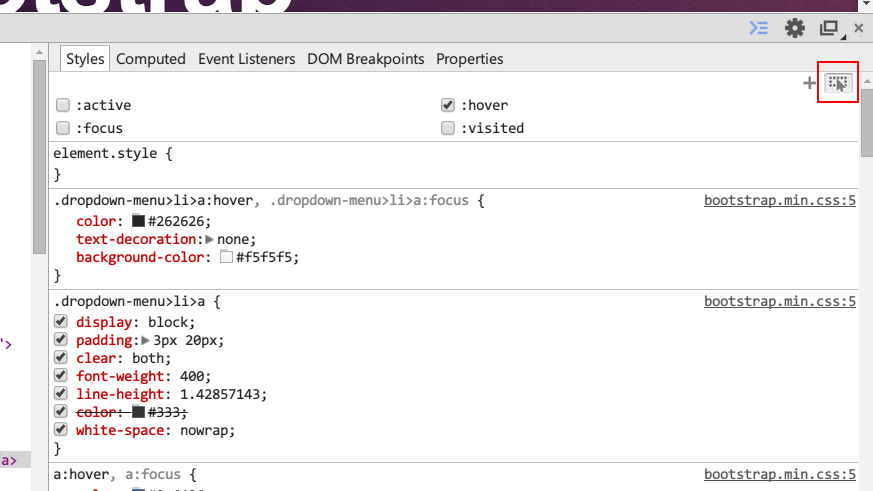 Styles Computed Event Listeners DOM Breakpoints Properties
:active :hover
:focus :visited
element.style {
}
.dropdown-menu>li>a:hover, .dropdown-menu>li>a:focus { bootstrap.min.css:5
color: #262626;
text-decoration: none;
background-color: #f5f5f5;
}
.dropdown-menu>li>a { bootstrap.min.css:5
display: block;
padding: 3px 20px;
clear: both;
font-weight: 400;
line-height: 1.42857143;
color: #333;
white-space: nowrap;
}
">
a>
a:hover, a:focus { bootstrap.min.css:5